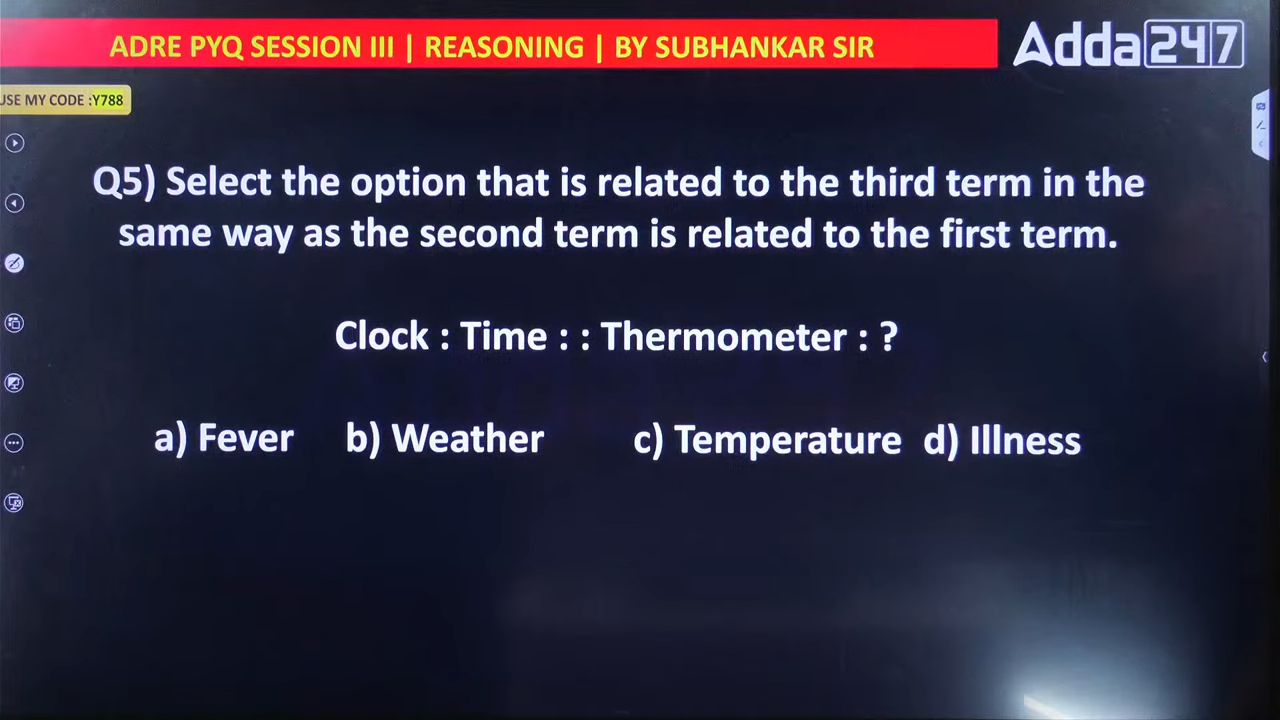 ADRE PYQ SESSION III | REASONING | BY SUBHANKAR SIR
Adda247
USE MY CODE :Y788
Q5) Select the option that is related to the third term in the
same way as the second term is related to the first term.
Clock : Time : : Thermometer : ?
a) Fever b) Weather c) Temperature d) Illness